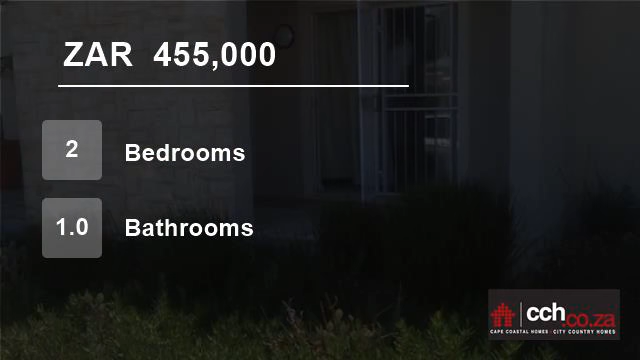 ZAR 455,000
2 Bedrooms
1.0 Bathrooms
cch.co.za
CAPE COASTAL HOMES · CITY COUNTRY HOMES